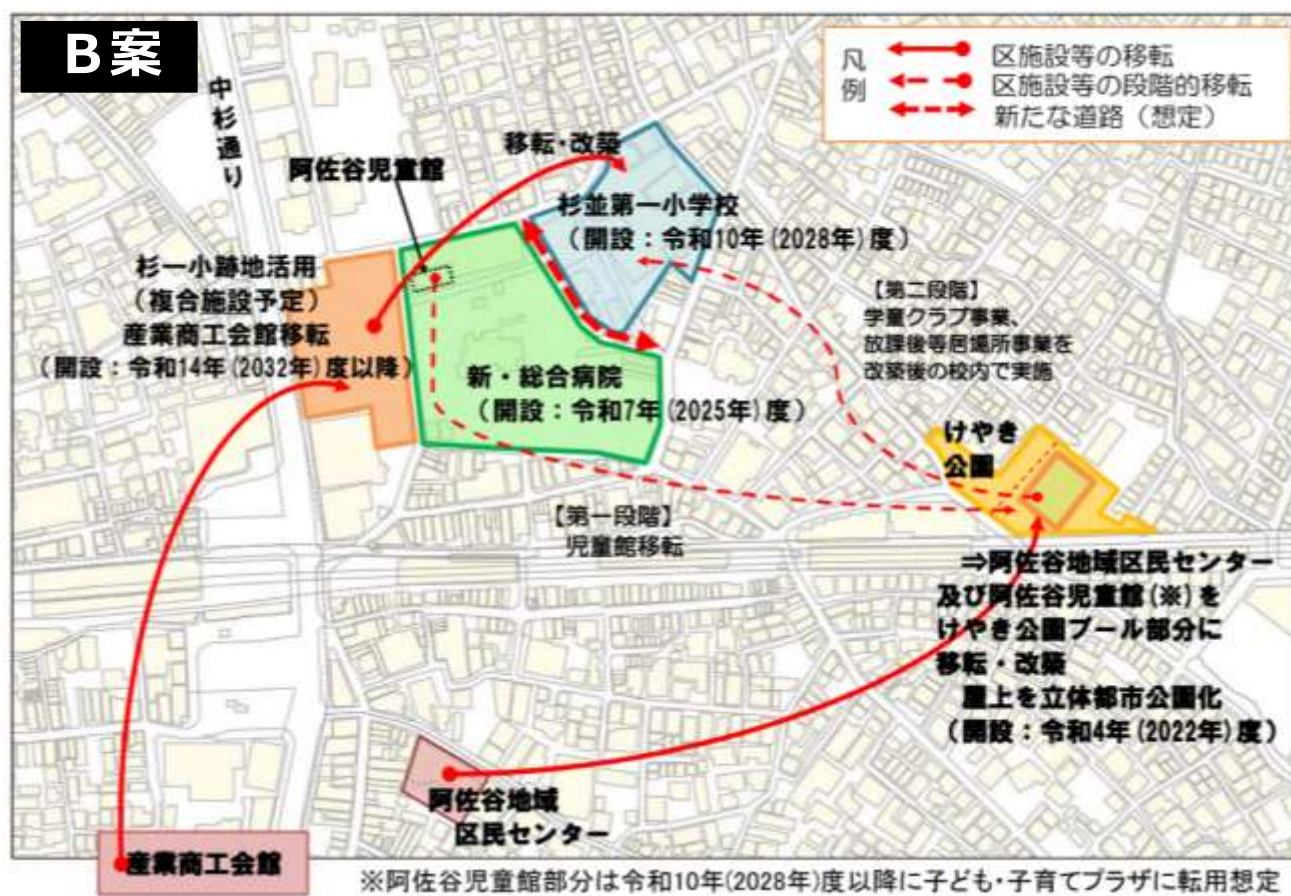 B案
凡
例
区施設等の移転
区施設等の段階的移転
新たな道路(想定)
中杉通り
移転・改築
阿佐谷児童館
杉並第一小学校
(開設:令和10年(2028年)度)
杉一小跡地活用
(複合施設予定)
産業商工会館移転
(開設:令和14年(2032年)度以降)
【第二段階】
学童クラブ事業、
放課後等居場所事業を
改築後の校内で実施
新・総合病院
(開設:令和7年(2025年)度)
けやき
公園
【第一段階】
児童館移転
⇒阿佐谷地域区民センター
及び阿佐谷児童館(※)を
けやき公園プール部分に
移転・改築
屋上を立体都市公園化
(開設:令和4年(2022年)度)
阿佐谷地域
区民センター
産業商工会館
※阿佐谷児童館部分は令和10年(2028年)度以降に子ども・子育てプラザに転用想定